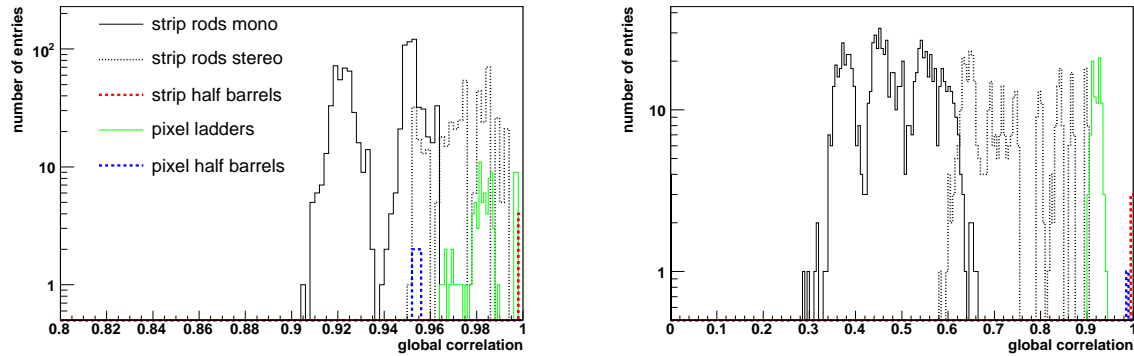 number of entries
10²
10
1
strip rods mono
strip rods stereo
strip half barrels
pixel ladders
pixel half barrels
0.8 0.82 0.84 0.86 0.88 0.9 0.92 0.94 0.96 0.98 1
global correlation
number of entries
10
1
0 0.1 0.2 0.3 0.4 0.5 0.6 0.7 0.8 0.9 1
global correlation